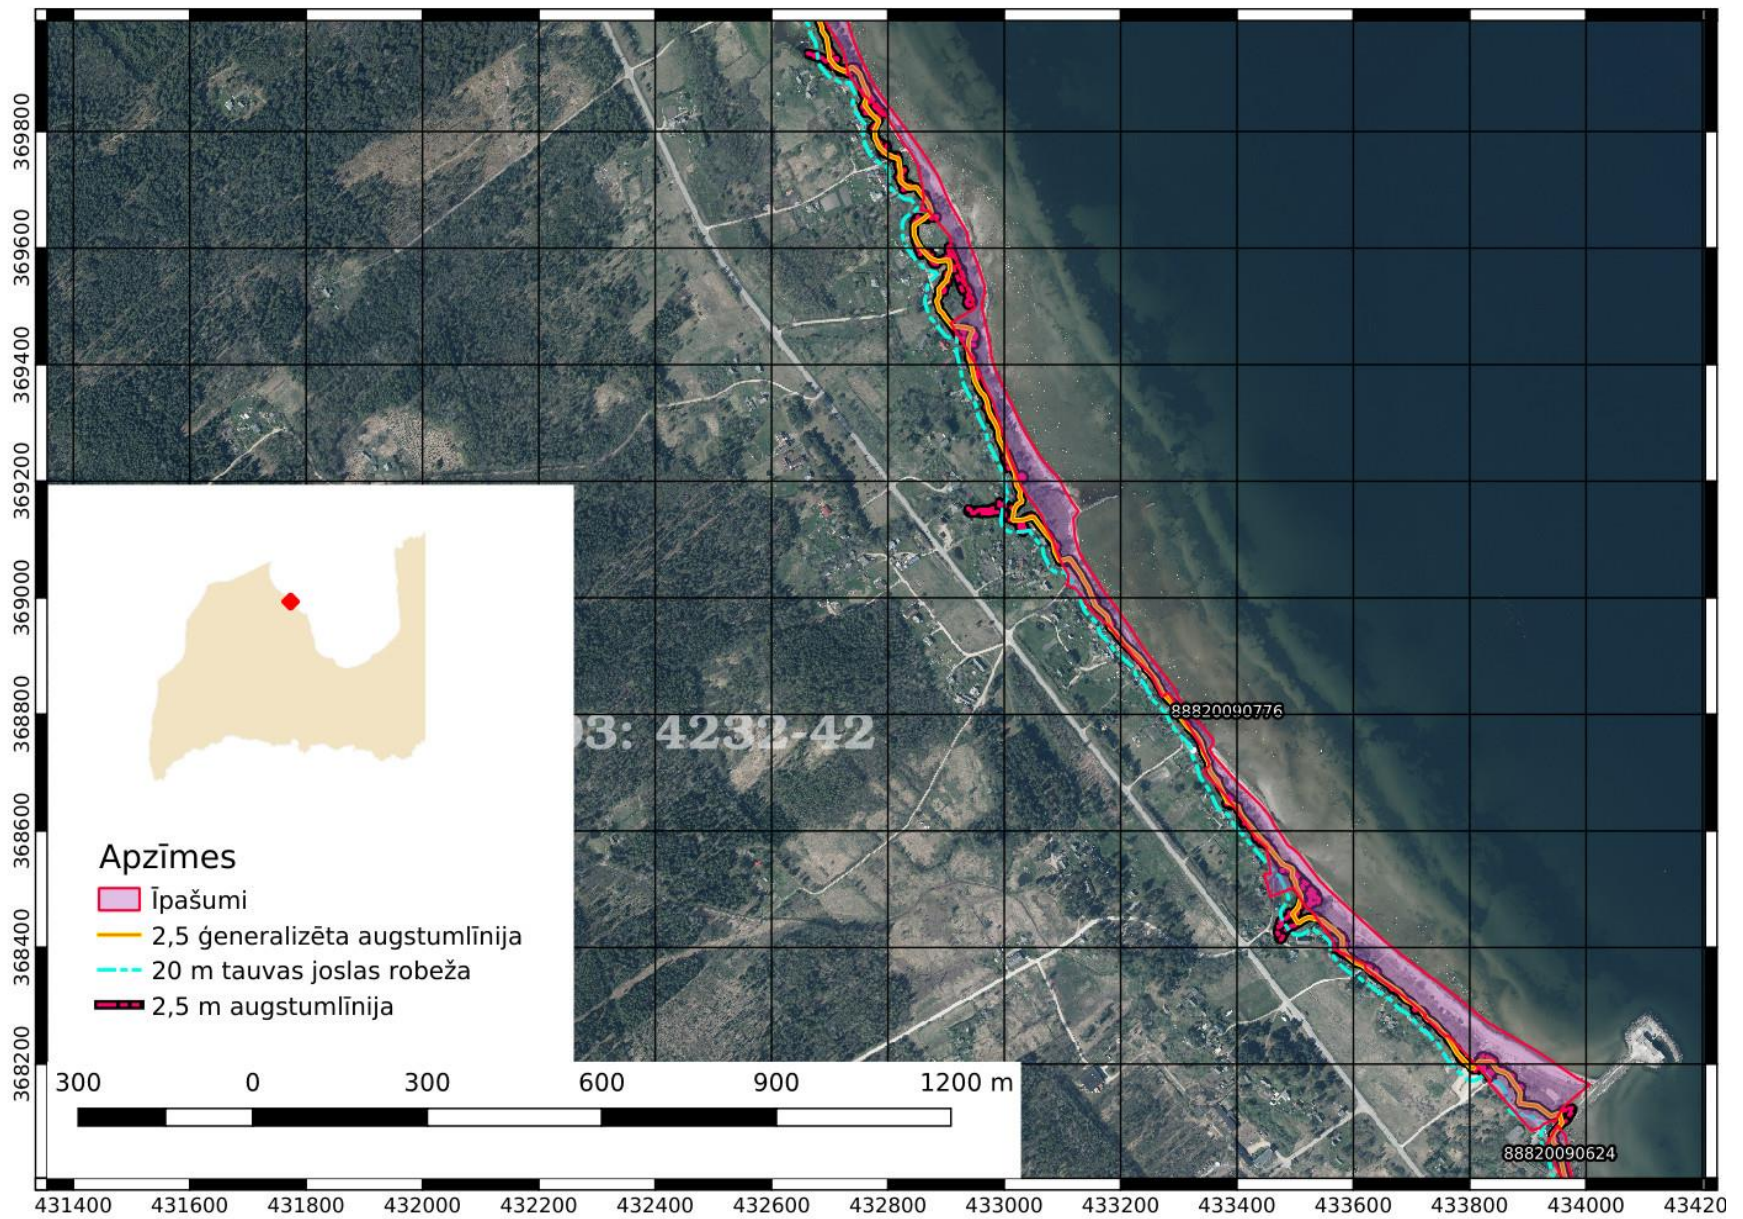 369800
369600
369400
369200
369000
368800
368600
368400
368200
88820090776
93: 4232-42
Apzīmes
Īpašumi
2,5 ģeneralizēta augstumlīnija
20 m tauvas joslas robeža
2,5 m augstumlīnija
300 0 300 600 900 1200 m
88820090624
431400 431600 431800 432000 432200 432400 432600 432800 433000 433200 433400 433600 433800 434000 43420